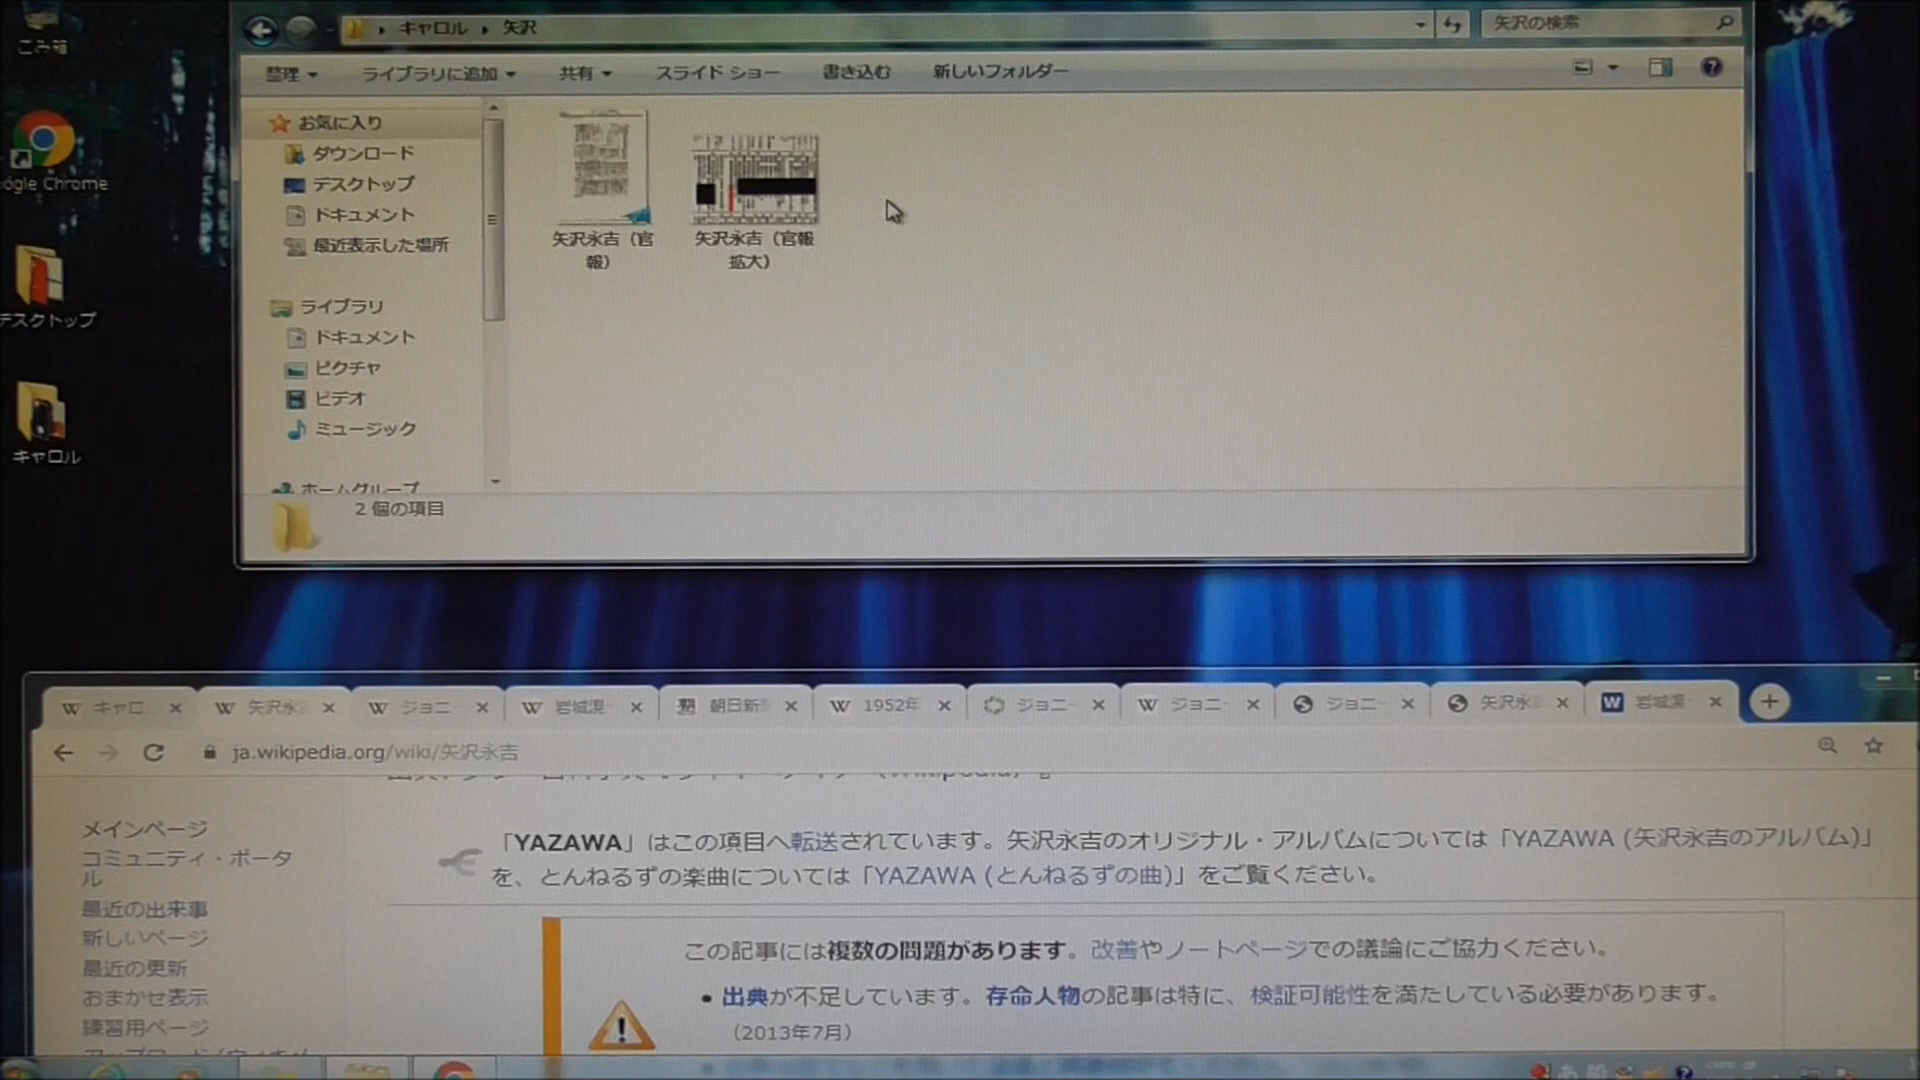 ごみ箱
ogle Chrome
デスクトップ
キャロル
キャロル 矢沢
矢沢の検索
整理 ライブラリに追加 共有 スライド ショー 書き込む 新しいフォルダー
お気に入り
ダウンロード
デスクトップ
ドキュメント
最近表示した場所
ライブラリ
ドキュメント
ピクチャ
ビデオ
ミュージック
ホームグループ
矢沢永吉（官
報）
矢沢永吉（官報
拡大）
2 個の項目
キャロ 矢沢永 ジョニー 岩城滉一 朝日新 1952年 ジョニー ジョニー ジョニー 矢沢永 岩城滉
ja.wikipedia.org/wiki/矢沢永吉
メインページ
コミュニティ・ポータ
ル
最近の出来事
新しいページ
最近の更新
おまかせ表示
練習用ページ
「YAZAWA」はこの項目へ転送されています。矢沢永吉のオリジナル・アルバムについては「YAZAWA (矢沢永吉のアルバム)」
を、とんねるずの楽曲については「YAZAWA (とんねるずの曲)」をご覧ください。
この記事には複数の問題があります。改善やノートページでの議論にご協力ください。
• 出典が不足しています。存命人物の記事は特に、検証可能性を満たしている必要があります。
（2013年7月）